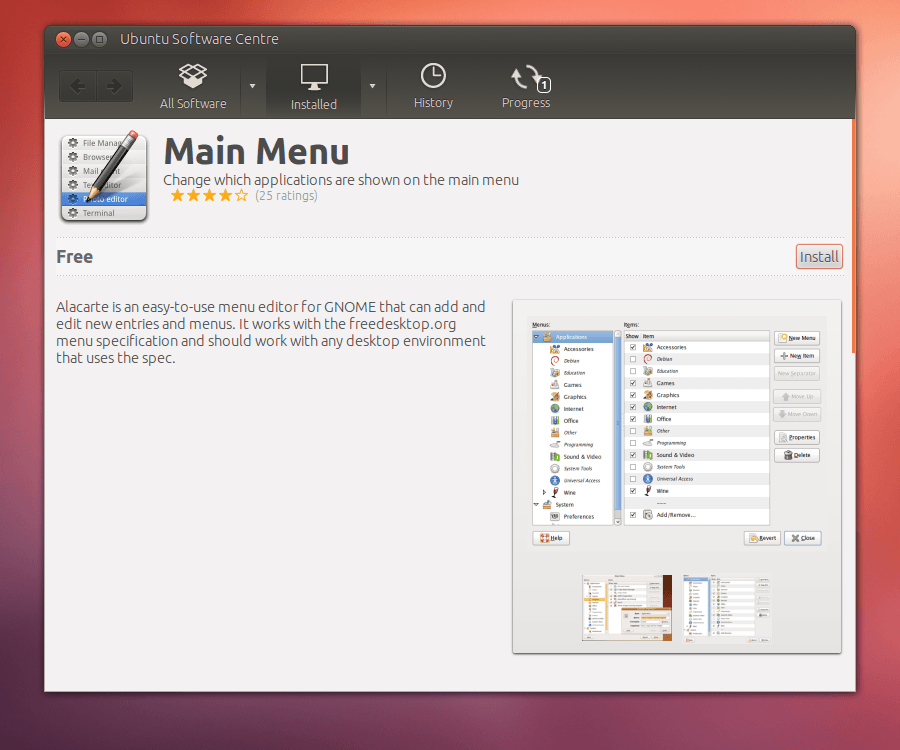 Ubuntu Software Centre
All Software
Installed
History
1
Progress
File Manag
Browser
Mail
Photo editor
Terminal
Main Menu
Change which applications are shown on the main menu
(25 ratings)
Free
Install
Alacarte is an easy-to-use menu editor for GNOME that can add and
edit new entries and menus. It works with the freedesktop.org
menu specification and should work with any desktop environment
that uses the spec.
Menus:
Applications
Accessories
Debian
Education
Games
Graphics
Internet
Office
Other
Programming
Sound & Video
System Tools
Universal Access
Wine
System
Preferences
Items:
Show Item
Accessories
Debian
Education
Games
Graphics
Internet
Office
Other
Programming
Sound & Video
System Tools
Universal Access
Wine
-----
Add/Remove...
New Menu
New Item
New Separator
Move Up
Move Down
Properties
Delete
Help
Revert
Close